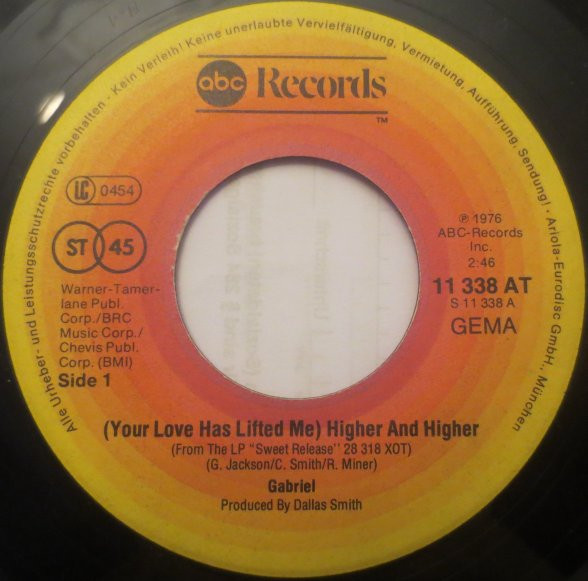 Alle Urheber- und Leistungsschutzrechte vorbehalten - Kein Verleih! Keine unerlaubte Vervielfältigung, Vermietung, Aufführung, Sendung! · Ariola-Eurodisc GmbH., München
abc Records
TM
LC 0454
ST 45
Warner-Tamer-
lane Publ.
Corp./BRC
Music Corp./
Chevis Publ.
Corp. (BMI)
Side 1
℗ 1976
ABC-Records
Inc.
2:46
11 338 AT
S 11 338 A
GEMA
(Your Love Has Lifted Me) Higher And Higher
(From The LP "Sweet Release" 28 318 XOT)
(G. Jackson/C. Smith/R. Miner)
Gabriel
Produced By Dallas Smith